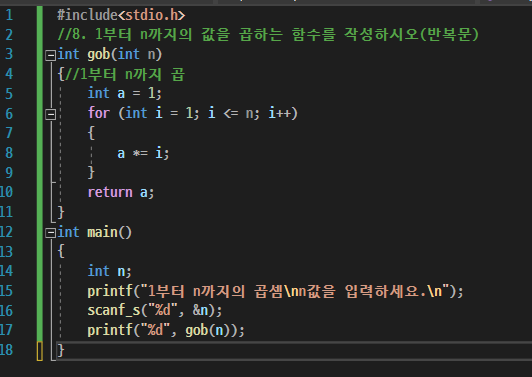 1 #include<stdio.h>
2 //8. 1부터 n까지의 값을 곱하는 함수를 작성하시오(반복문)
3 int gob(int n)
4 {//1부터 n까지 곱
5 int a = 1;
6 for (int i = 1; i <= n; i++)
7 {
8 a *= i;
9 }
10 return a;
11 }
12 int main()
13 {
14 int n;
15 printf("1부터 n까지의 곱셈\nn값을 입력하세요.\n");
16 scanf_s("%d", &n);
17 printf("%d", gob(n));
18 }